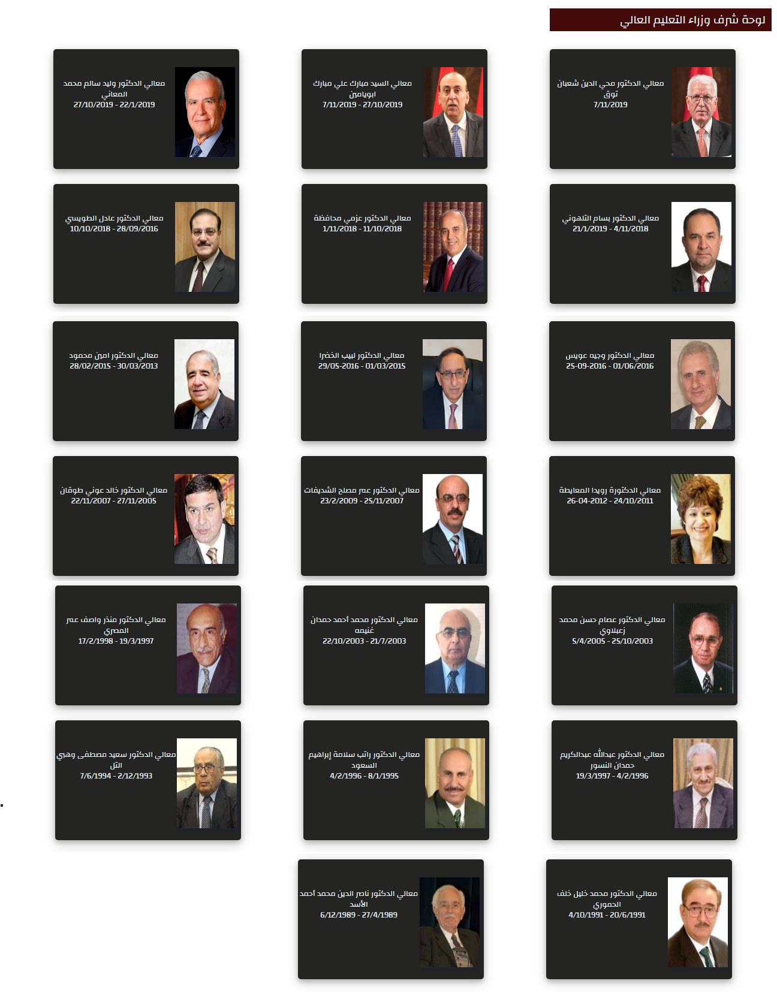 لوحة شرف وزراء التعليم العالي
معالي الدكتور محي الدين شعبان
توق
7/11/2019
معالي السيد مبارك علي مبارك
ابويامين
27/10/2019 - 7/11/2019
معالي الدكتور وليد سالم محمد
المعاني
22/1/2019 - 27/10/2019
معالي الدكتور بسام التلهوني
4/11/2018 - 21/1/2019
معالي الدكتور عزمي محافظة
11/10/2018 - 1/11/2018
معالي الدكتور عادل الطويسي
28/09/2016 - 10/10/2018
معالي الدكتور وجيه عويس
01/06/2016 - 25-09-2016
معالي الدكتور لبيب الخضرا
01/03/2015 - 29/05-2016
معالي الدكتور امين محمود
30/03/2013 - 28/02/2015
معالي الدكتورة رويدا المعايطة
24/10/2011 - 26-04-2012
معالي الدكتور عمر مصلح الشديفات
25/11/2007 - 23/2/2009
معالي الدكتور خالد عوني طوقان
27/11/2005 - 22/11/2007
معالي الدكتور عصام حسن محمد
زعبلاوي
25/10/2003 - 5/4/2005
معالي الدكتور محمد أحمد حمدان
غنيمه
21/7/2003 - 22/10/2003
معالي الدكتور منذر واصف عمر
المصري
19/3/1997 - 17/2/1998
معالي الدكتور عبدالله عبدالكريم
حمدان النسور
4/2/1996 - 19/3/1997
معالي الدكتور راتب سلامة إبراهيم
السعود
8/1/1995 - 4/2/1996
معالي الدكتور سعيد مصطفى وهبي
التل
2/12/1993 - 7/6/1994
معالي الدكتور محمد خليل خلف
الحموري
20/6/1991 - 4/10/1991
معالي الدكتور ناصر الدين محمد أحمد
الأسد
27/4/1989 - 6/12/1989